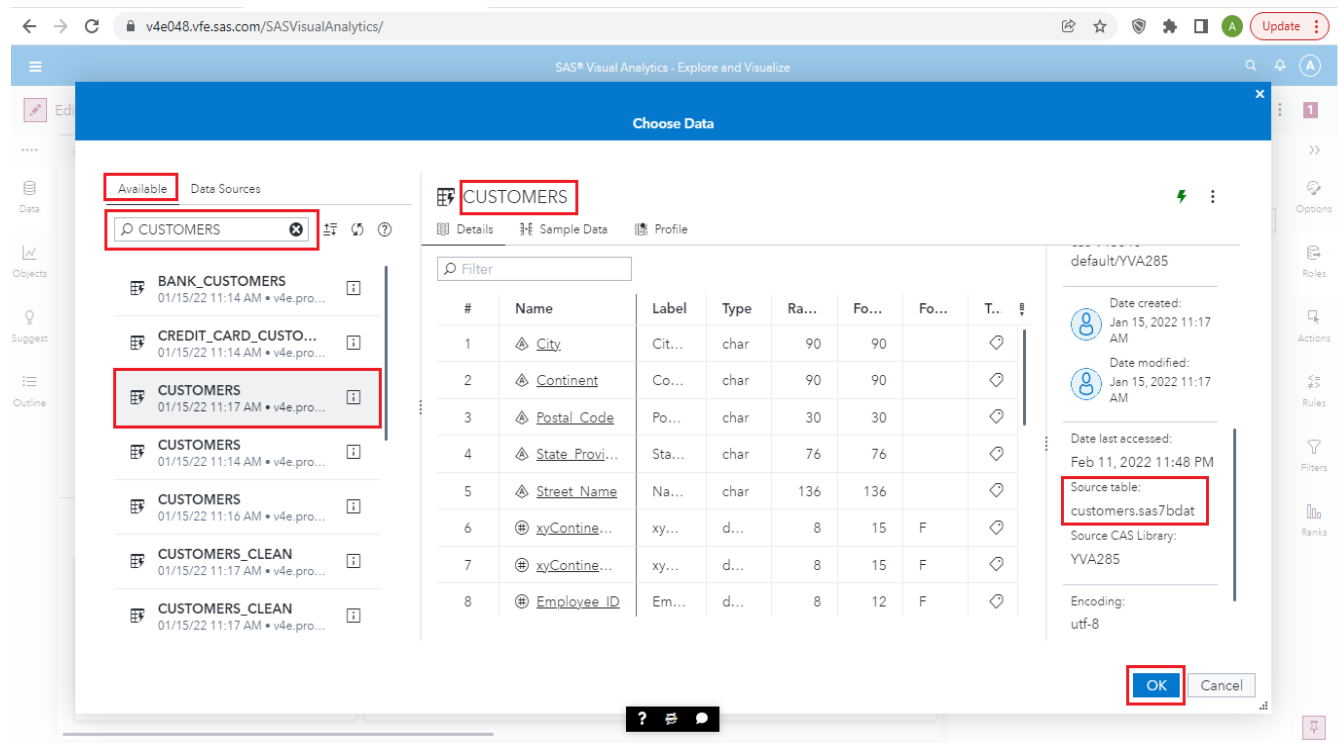 v4e048.vfe.sas.com/SASVisualAnalytics/
A
Update
SAS® Visual Analytics - Explore and Visualize
A
Edi
1
Choose Data
Data
Objects
Suggest
Outline
Available
Data Sources
CUSTOMERS
BANK_CUSTOMERS
01/15/22 11:14 AM • v4e.pro...
CREDIT_CARD_CUSTO...
01/15/22 11:14 AM • v4e.pro...
CUSTOMERS
01/15/22 11:17 AM • v4e.pro...
CUSTOMERS
01/15/22 11:14 AM • v4e.pro...
CUSTOMERS
01/15/22 11:16 AM • v4e.pro...
CUSTOMERS_CLEAN
01/15/22 11:17 AM • v4e.pro...
CUSTOMERS_CLEAN
01/15/22 11:17 AM • v4e.pro...
CUSTOMERS
Details Sample Data Profile
Filter
# Name Label Type Ra... Fo... Fo... T...
1 City Cit... char 90 90
2 Continent Co... char 90 90
3 Postal_Code Po... char 30 30
4 State_Provi... Sta... char 76 76
5 Street_Name Na... char 136 136
6 xyContine... xy... d... 8 15 F
7 xyContine... xy... d... 8 15 F
8 Employee_ID Em... d... 8 12 F
default/YVA285
Date created:
Jan 15, 2022 11:17
AM
Date modified:
Jan 15, 2022 11:17
AM
Date last accessed:
Feb 11, 2022 11:48 PM
Source table:
customers.sas7bdat
Source CAS Library:
YVA285
Encoding:
utf-8
OK
Cancel
Options
Roles
Actions
Rules
Filters
Ranks